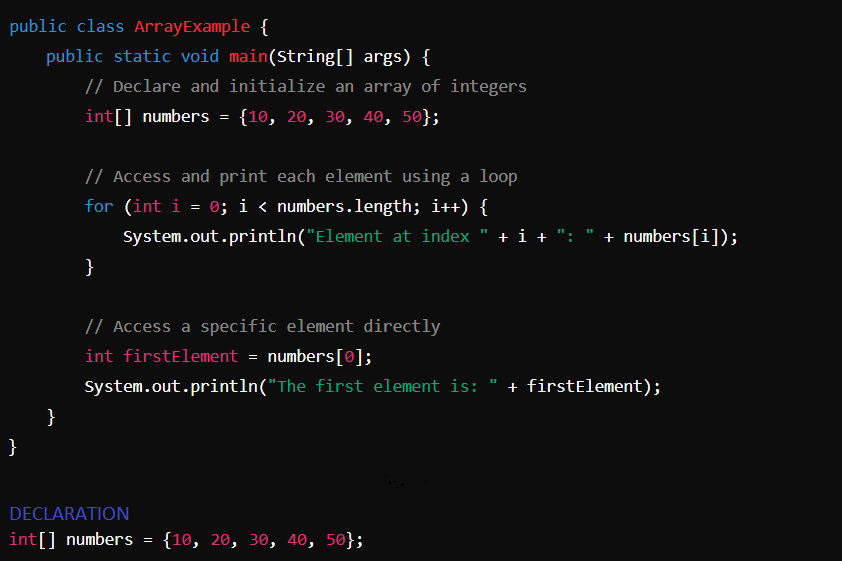 public class ArrayExample {
    public static void main(String[] args) {
        // Declare and initialize an array of integers
        int[] numbers = {10, 20, 30, 40, 50};

        // Access and print each element using a loop
        for (int i = 0; i < numbers.length; i++) {
            System.out.println("Element at index " + i + ": " + numbers[i]);
        }

        // Access a specific element directly
        int firstElement = numbers[0];
        System.out.println("The first element is: " + firstElement);
    }
}

DECLARATION
int[] numbers = {10, 20, 30, 40, 50};